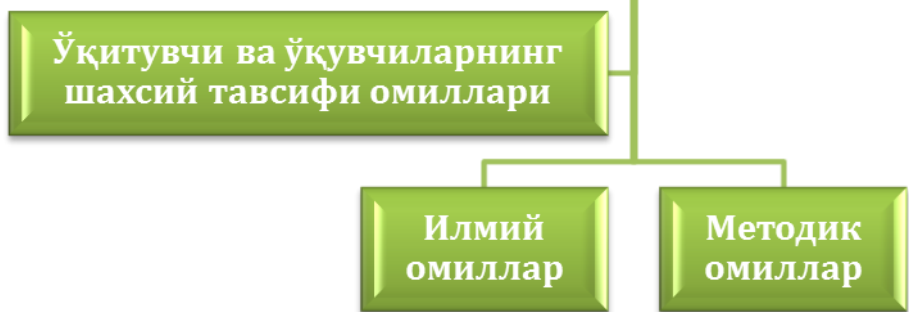 Ўқитувчи ва ўқувчиларнинг
шахсий тавсифи омиллари
Илмий
омиллар
Методик
омиллар